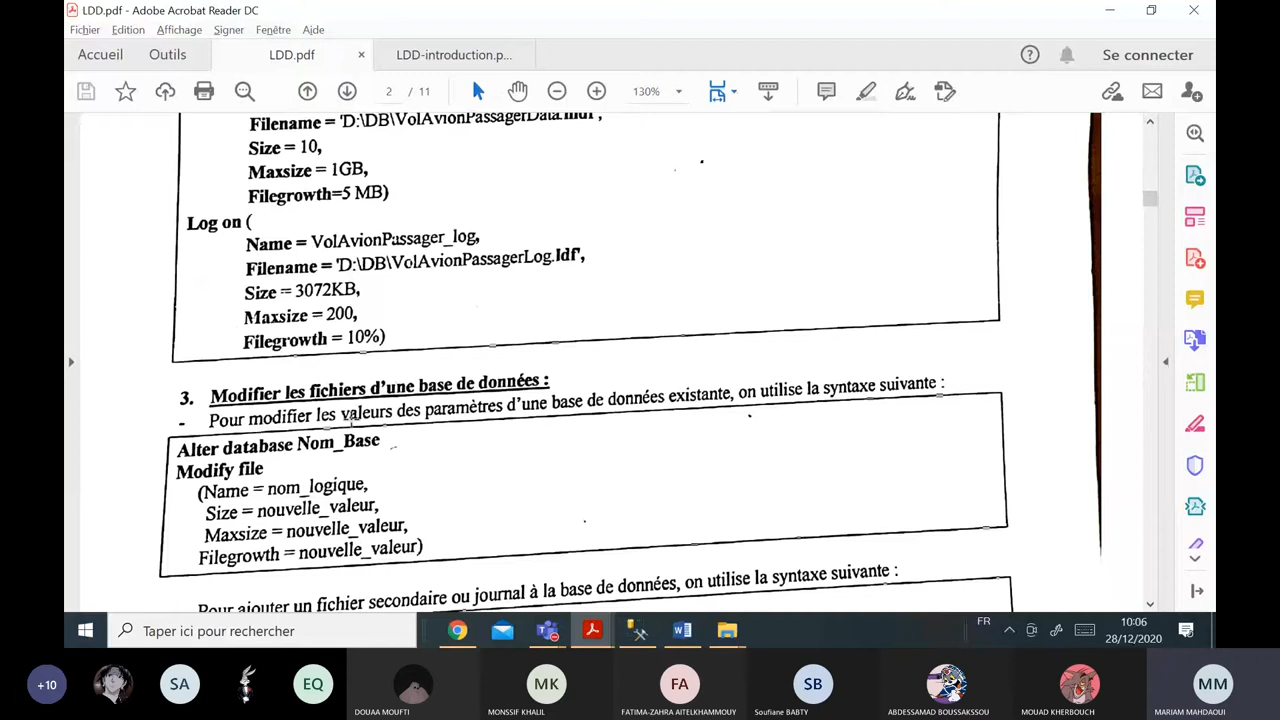 LDD.pdf - Adobe Acrobat Reader DC
Fichier Edition Affichage Signer Fenêtre Aide
Accueil Outils LDD.pdf LDD-introduction.p... Se connecter
2 / 11 130%
Filename = 'D:\DB\VolAvionPassagerData.mdf',
Size = 10,
Maxsize = 1GB,
Filegrowth=5 MB)
Log on (
Name = VolAvionPassager_log,
Filename = 'D:\DB\VolAvionPassagerLog.ldf',
Size = 3072KB,
Maxsize = 200,
Filegrowth = 10%)
3. Modifier les fichiers d'une base de données :
- Pour modifier les valeurs des paramètres d'une base de données existante, on utilise la syntaxe suivante :
Alter database Nom_Base
Modify file
(Name = nom_logique,
Size = nouvelle_valeur,
Maxsize = nouvelle_valeur,
Filegrowth = nouvelle_valeur)
Pour ajouter un fichier secondaire ou journal à la base de données, on utilise la syntaxe suivante :
Taper ici pour rechercher
FR
10:06
28/12/2020
+10 SA EQ MK FA SB MM
DOUAA MOUFTI MONSSIF KHALIL FATIMA-ZAHRA AITELKHAMMOUY Soufiane BABTY ABDESSAMAD BOUSSAKSSOU MOUAD KHERBOUCH MARIAM MAHDAOUI